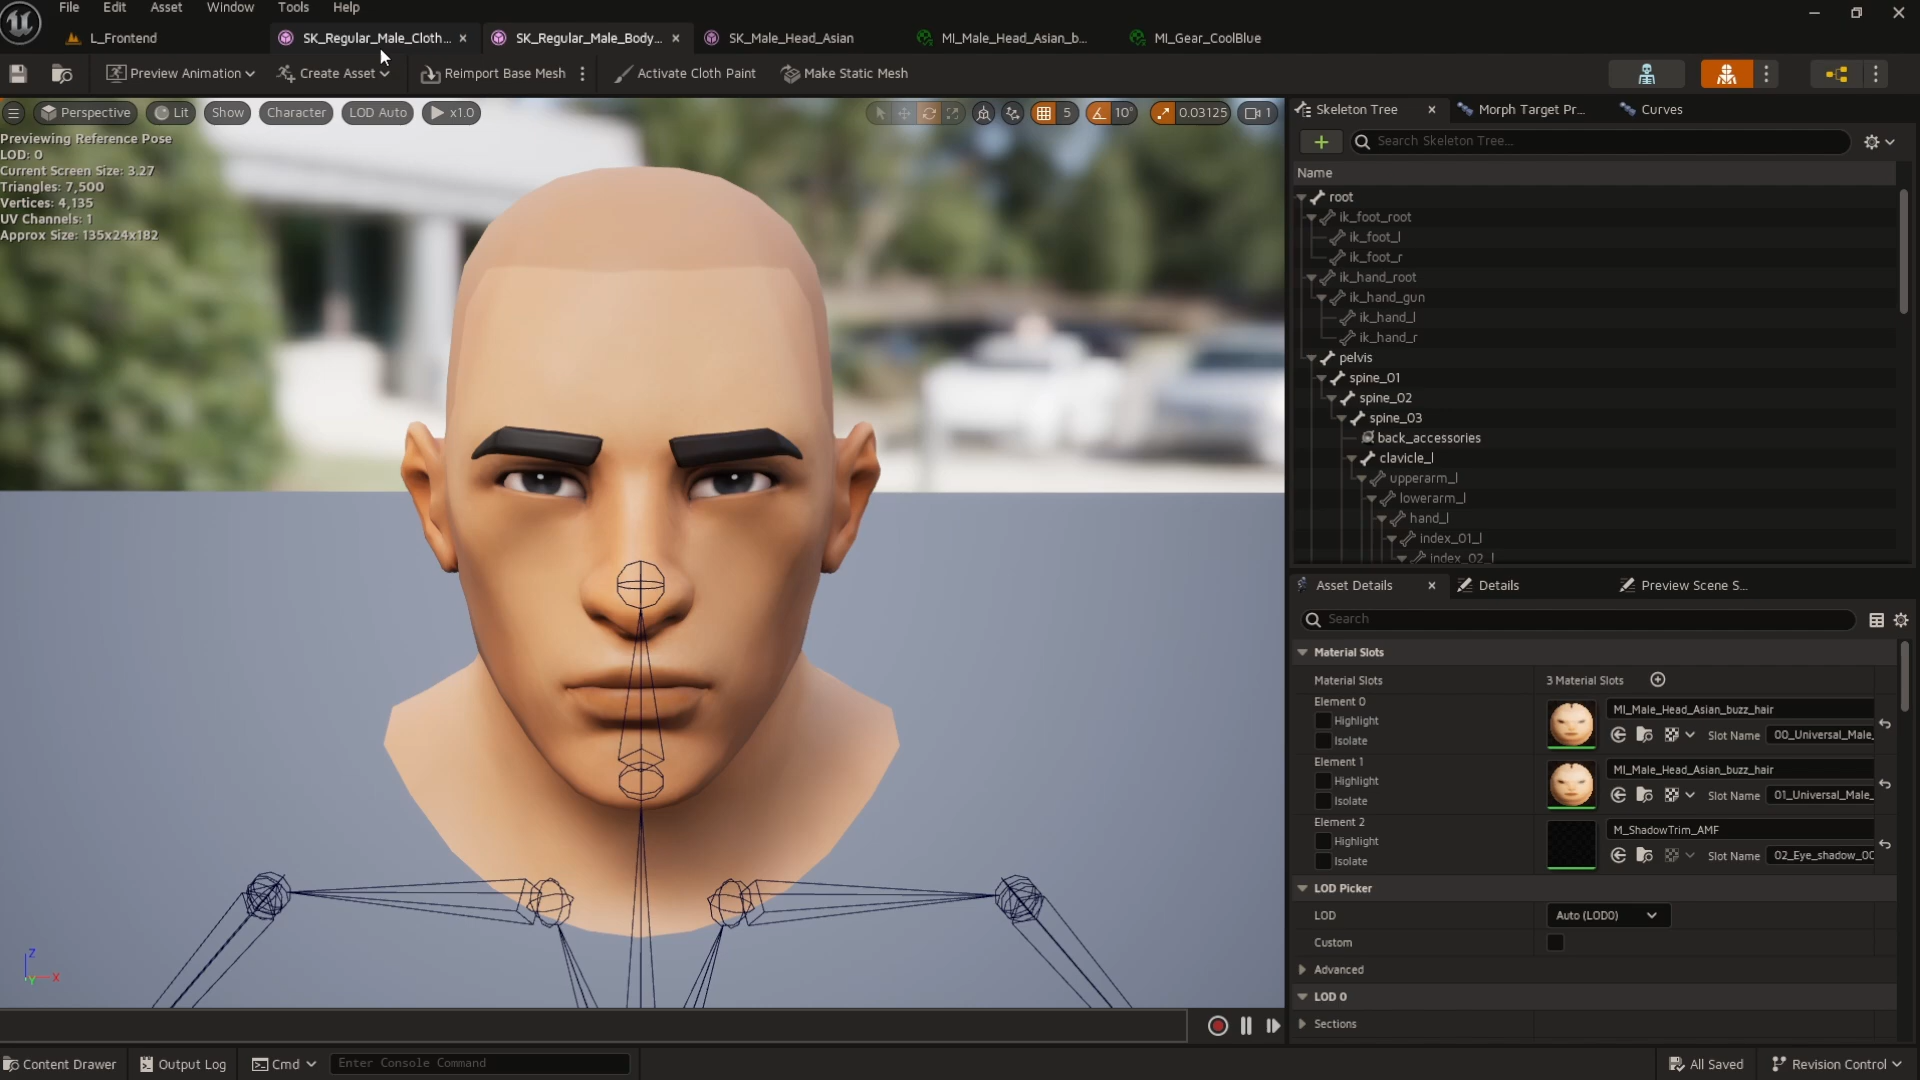 File Edit Asset Window Tools Help
L_Frontend SK_Regular_Male_Cloth... SK_Regular_Male_Body... SK_Male_Head_Asian MI_Male_Head_Asian_b... MI_Gear_CoolBlue
Preview Animation Create Asset Reimport Base Mesh Activate Cloth Paint Make Static Mesh
Perspective Lit Show Character LOD Auto x1.0 5 10° 0.03125 1
Previewing Reference Pose
LOD: 0
Current Screen Size: 3.27
Triangles: 7,500
Vertices: 4,135
UV Channels: 1
Approx Size: 135x24x182
Z
X
Y
Skeleton Tree Morph Target Pr... Curves
Search Skeleton Tree...
Name
root
ik_foot_root
ik_foot_l
ik_foot_r
ik_hand_root
ik_hand_gun
ik_hand_l
ik_hand_r
pelvis
spine_01
spine_02
spine_03
back_accessories
clavicle_l
upperarm_l
lowerarm_l
hand_l
index_01_l
index_02_l
Asset Details Details Preview Scene S...
Search
Material Slots
Material Slots 3 Material Slots
Element 0
Highlight
Isolate
MI_Male_Head_Asian_buzz_hair
Slot Name 00_Universal_Male_
Element 1
Highlight
Isolate
MI_Male_Head_Asian_buzz_hair
Slot Name 01_Universal_Male_
Element 2
Highlight
Isolate
M_ShadowTrim_AMF
Slot Name 02_Eye_shadow_00
LOD Picker
LOD Auto (LOD0)
Custom
Advanced
LOD 0
Sections
Content Drawer Output Log Cmd Enter Console Command All Saved Revision Control